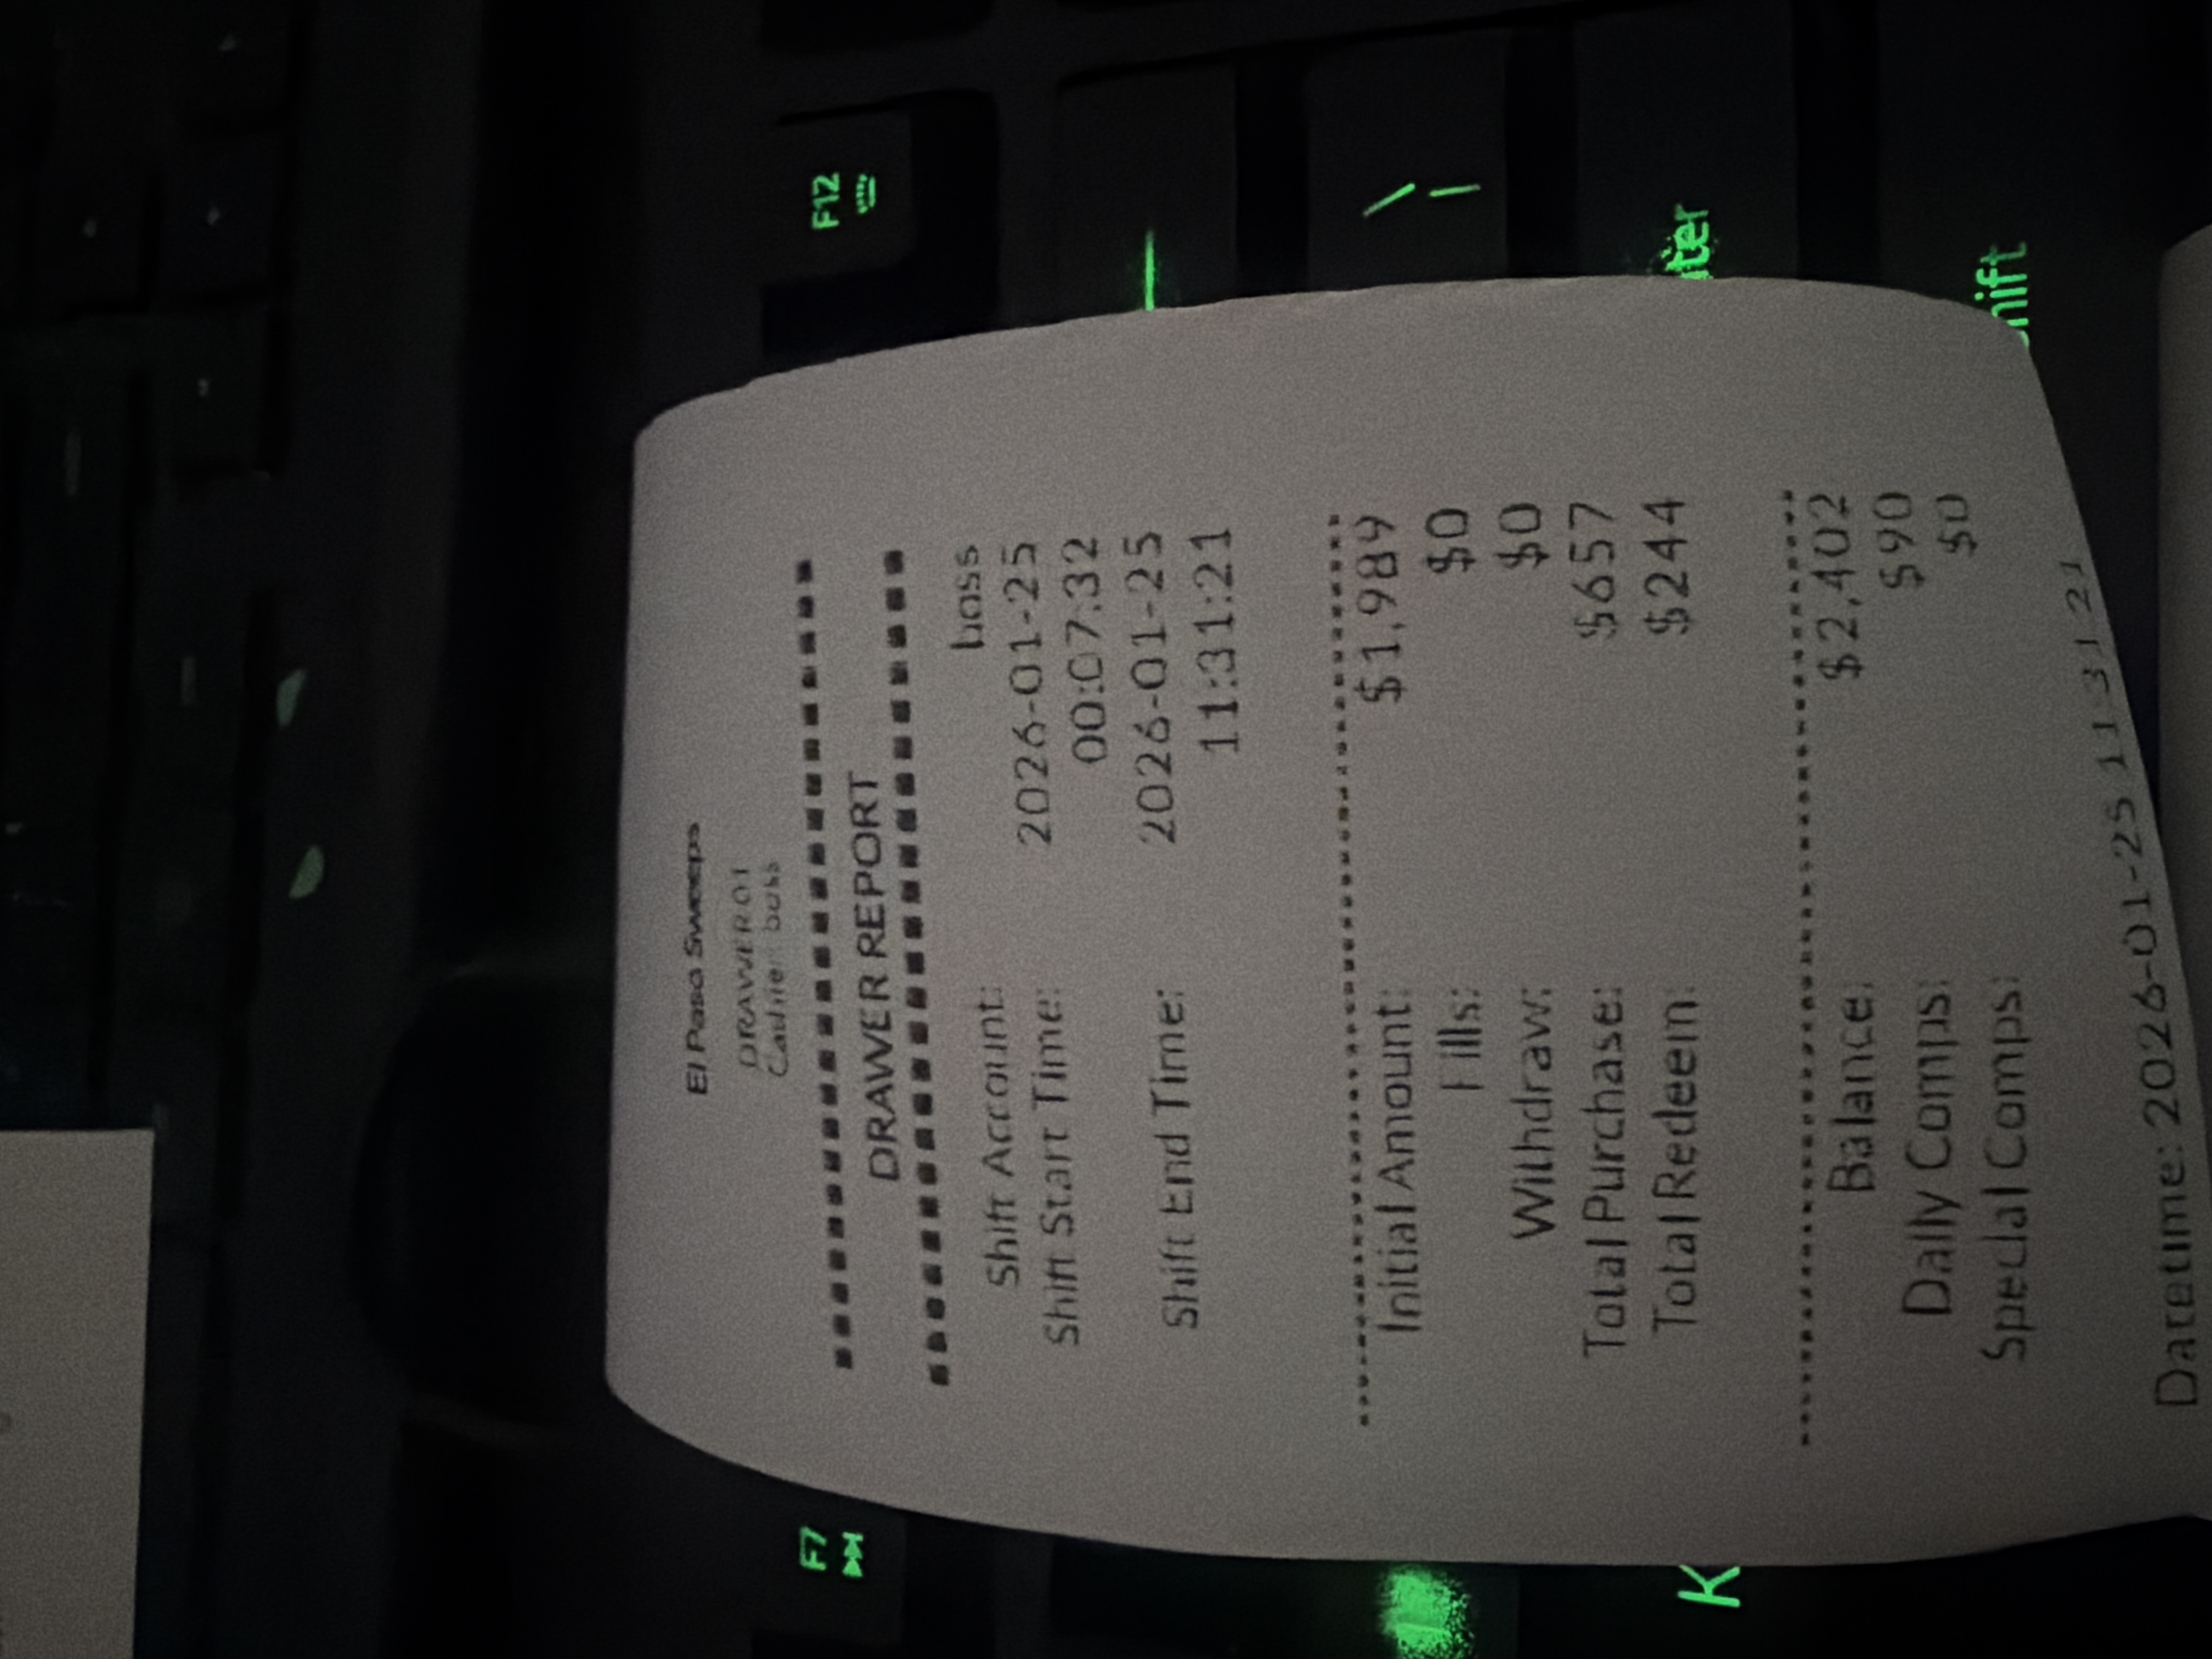 El Paso Sweeps
DRAWER 01
Cashier: boss
DRAWER REPORT
Shift Account: boss
Shift Start Time: 2026-01-25
00:07:32
Shift End Time: 2026-01-25
11:31:21
Initial Amount: $1,989
Fills: $0
Withdraw: $0
Total Purchase: $657
Total Redeem: $244
Balance: $2,402
Daily Comps: $90
Special Comps: $0
Datetime: 2026-01-25 11:31:21
F7
F12
K
shift